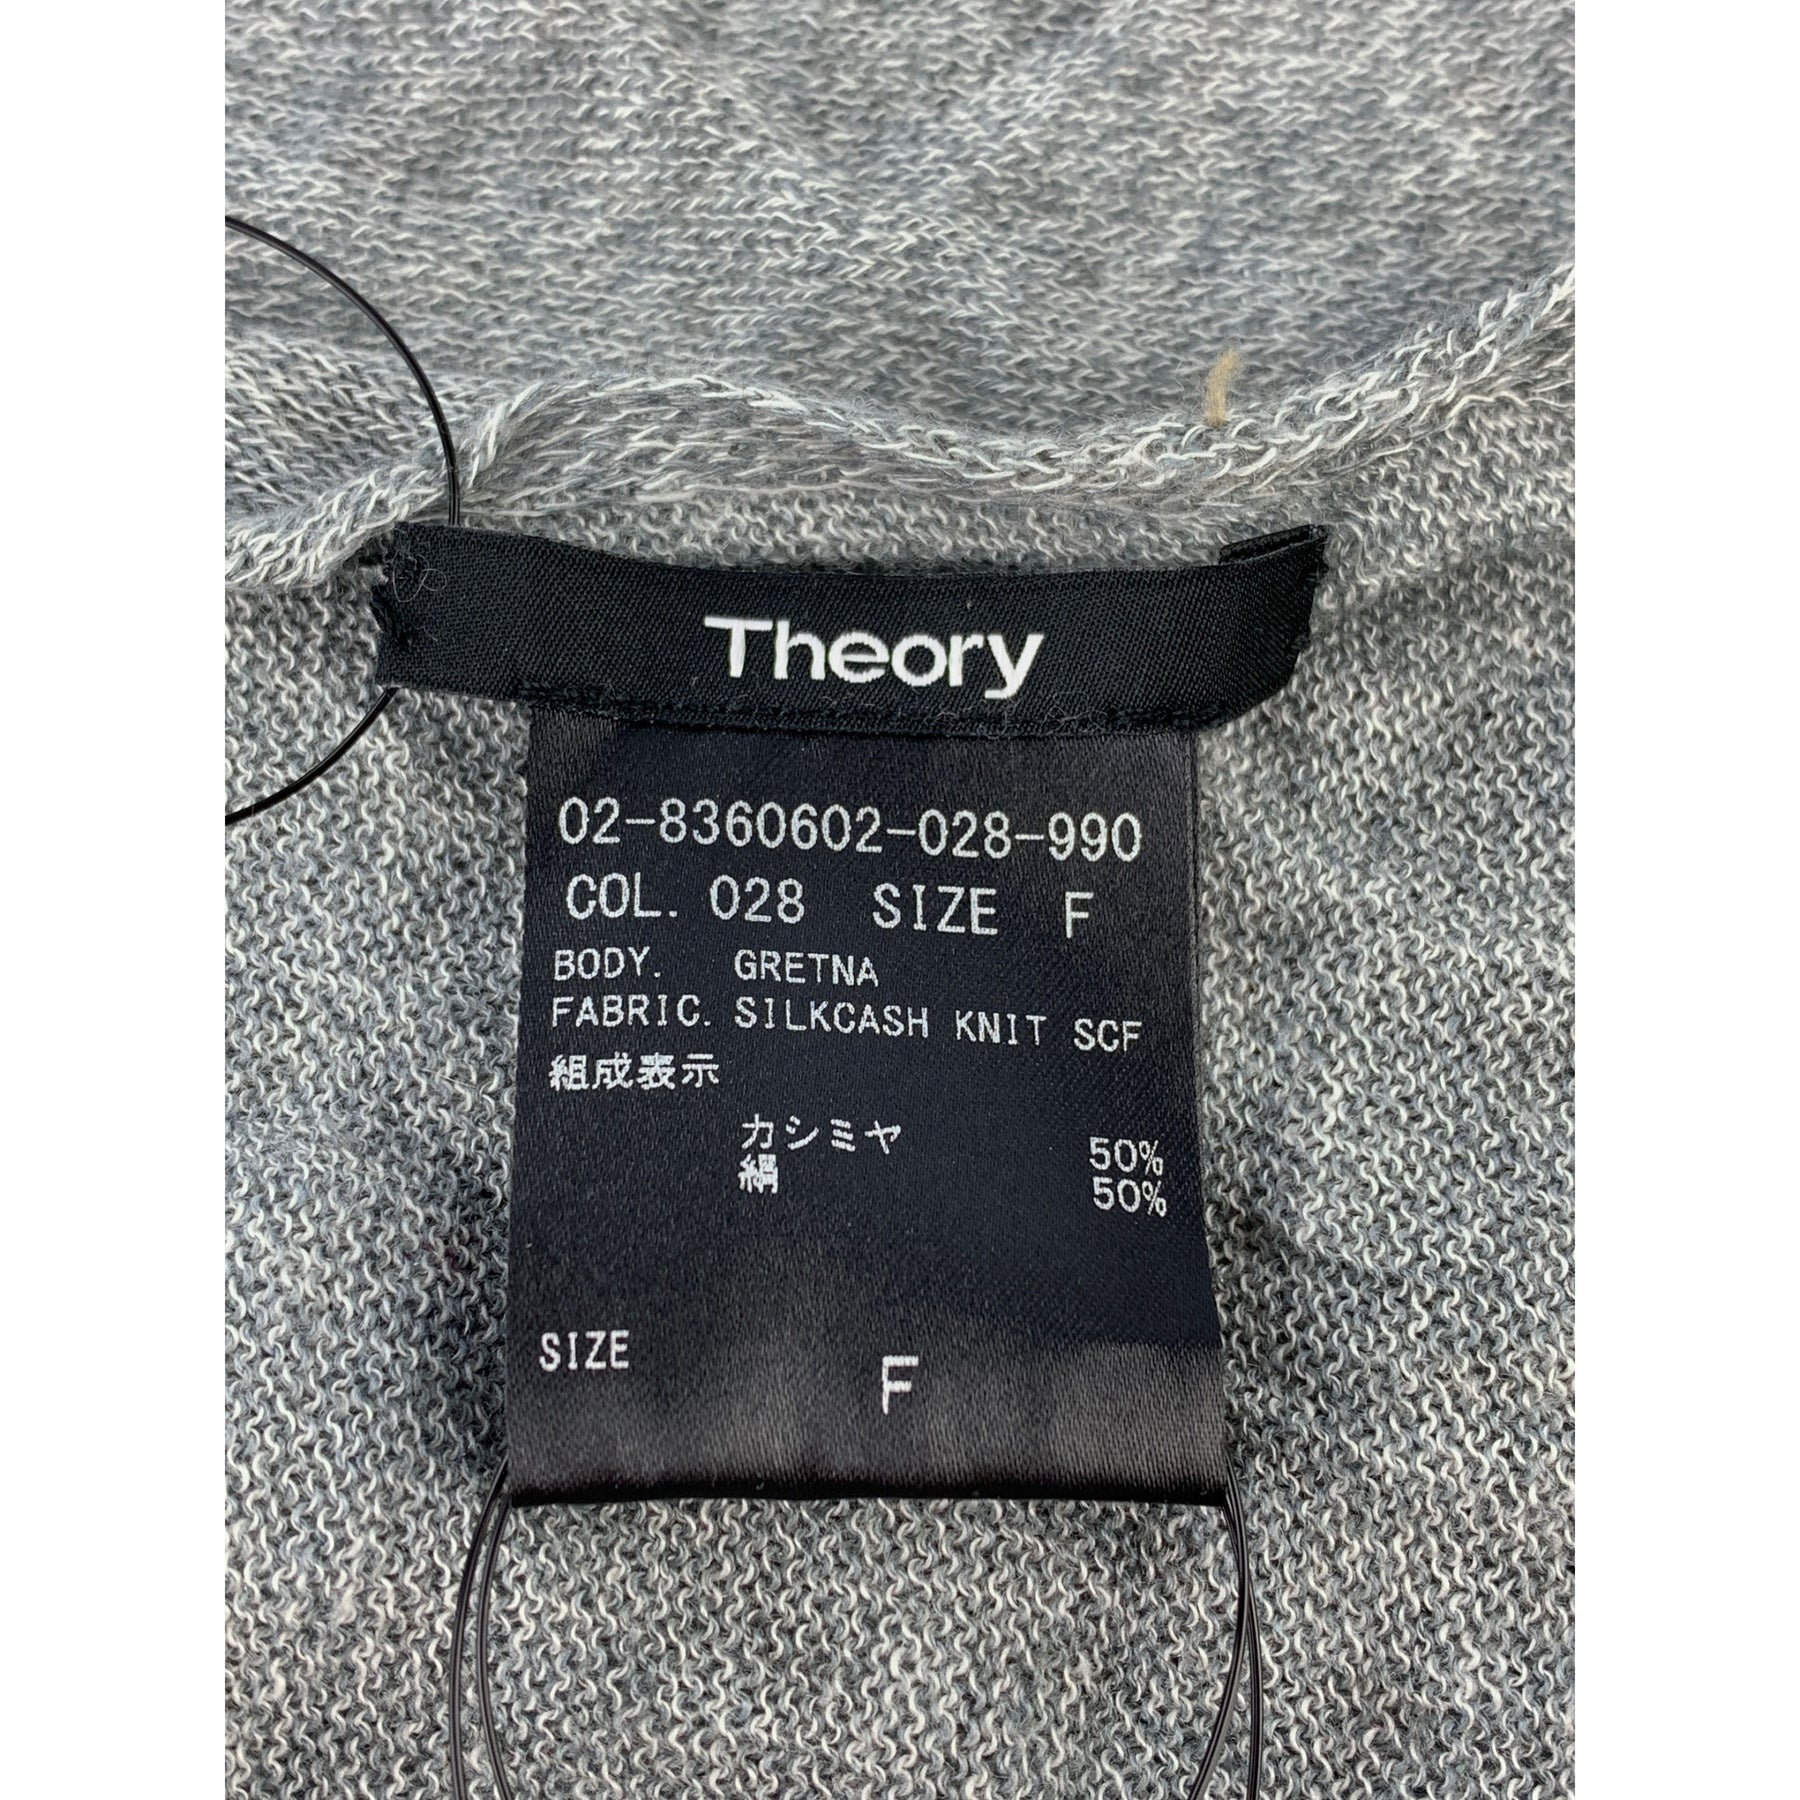 Theory
02-8360602-028-990
COL. 028 SIZE F
BODY. GRETNA
FABRIC. SILKCASH KNIT SCF
組成表示
カシミヤ 50%
絹 50%
SIZE F